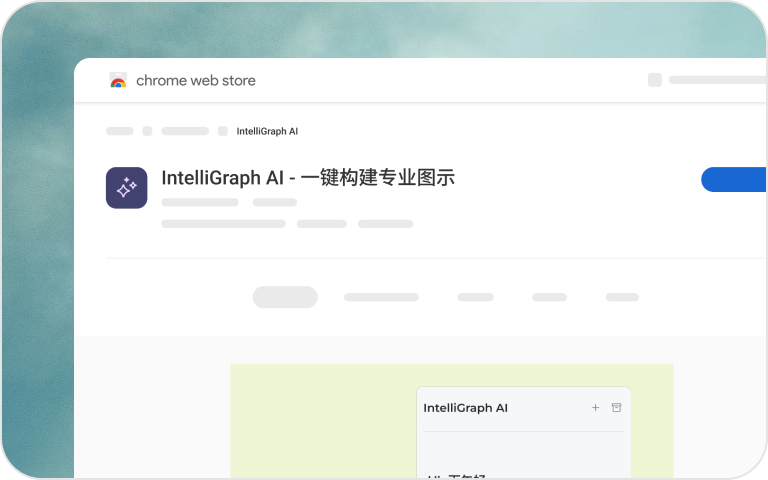 chrome web store
IntelliGraph AI
IntelliGraph AI - 一键构建专业图示
IntelliGraph AI